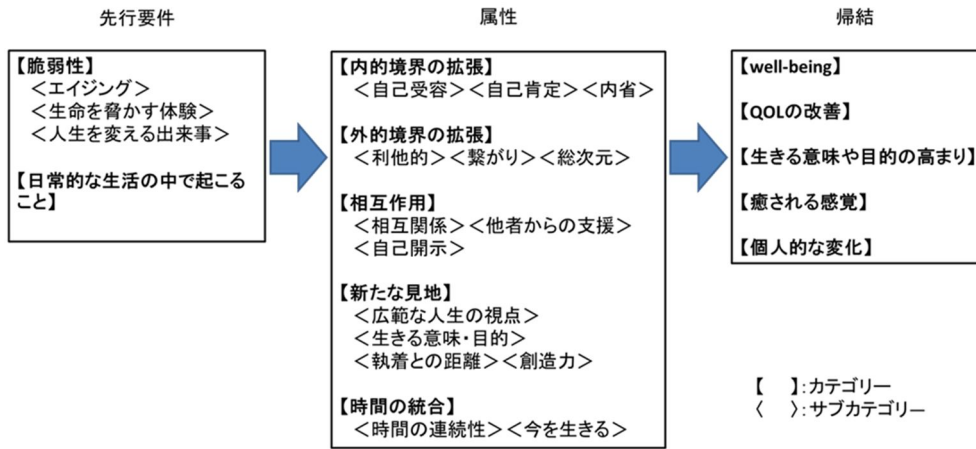 先行要件
【脆弱性】
＜エイジング＞
＜生命を脅かす体験＞
＜人生を変える出来事＞
【日常的な生活の中で起こる
こと】
属性
【内的境界の拡張】
＜自己受容＞＜自己肯定＞＜内省＞
【外的境界の拡張】
＜利他的＞＜繋がり＞＜総次元＞
【相互作用】
＜相互関係＞＜他者からの支援＞
＜自己開示＞
【新たな見地】
＜広範な人生の視点＞
＜生きる意味・目的＞
＜執着との距離＞＜創造力＞
【時間の統合】
＜時間の連続性＞＜今を生きる＞
帰結
【well-being】
【QOLの改善】
【生きる意味や目的の高まり】
【癒される感覚】
【個人的な変化】
【　】：カテゴリー
〈　〉：サブカテゴリー